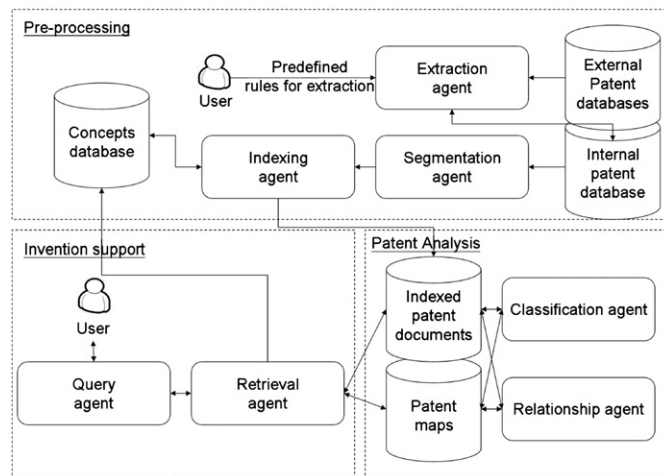 Pre-processing
User
Predefined
rules for extraction
Extraction
agent
External
Patent
databases
Concepts
database
Indexing
agent
Segmentation
agent
Internal
patent
database
Invention support
User
Query
agent
Retrieval
agent
Patent Analysis
Indexed
patent
documents
Classification agent
Patent
maps
Relationship agent